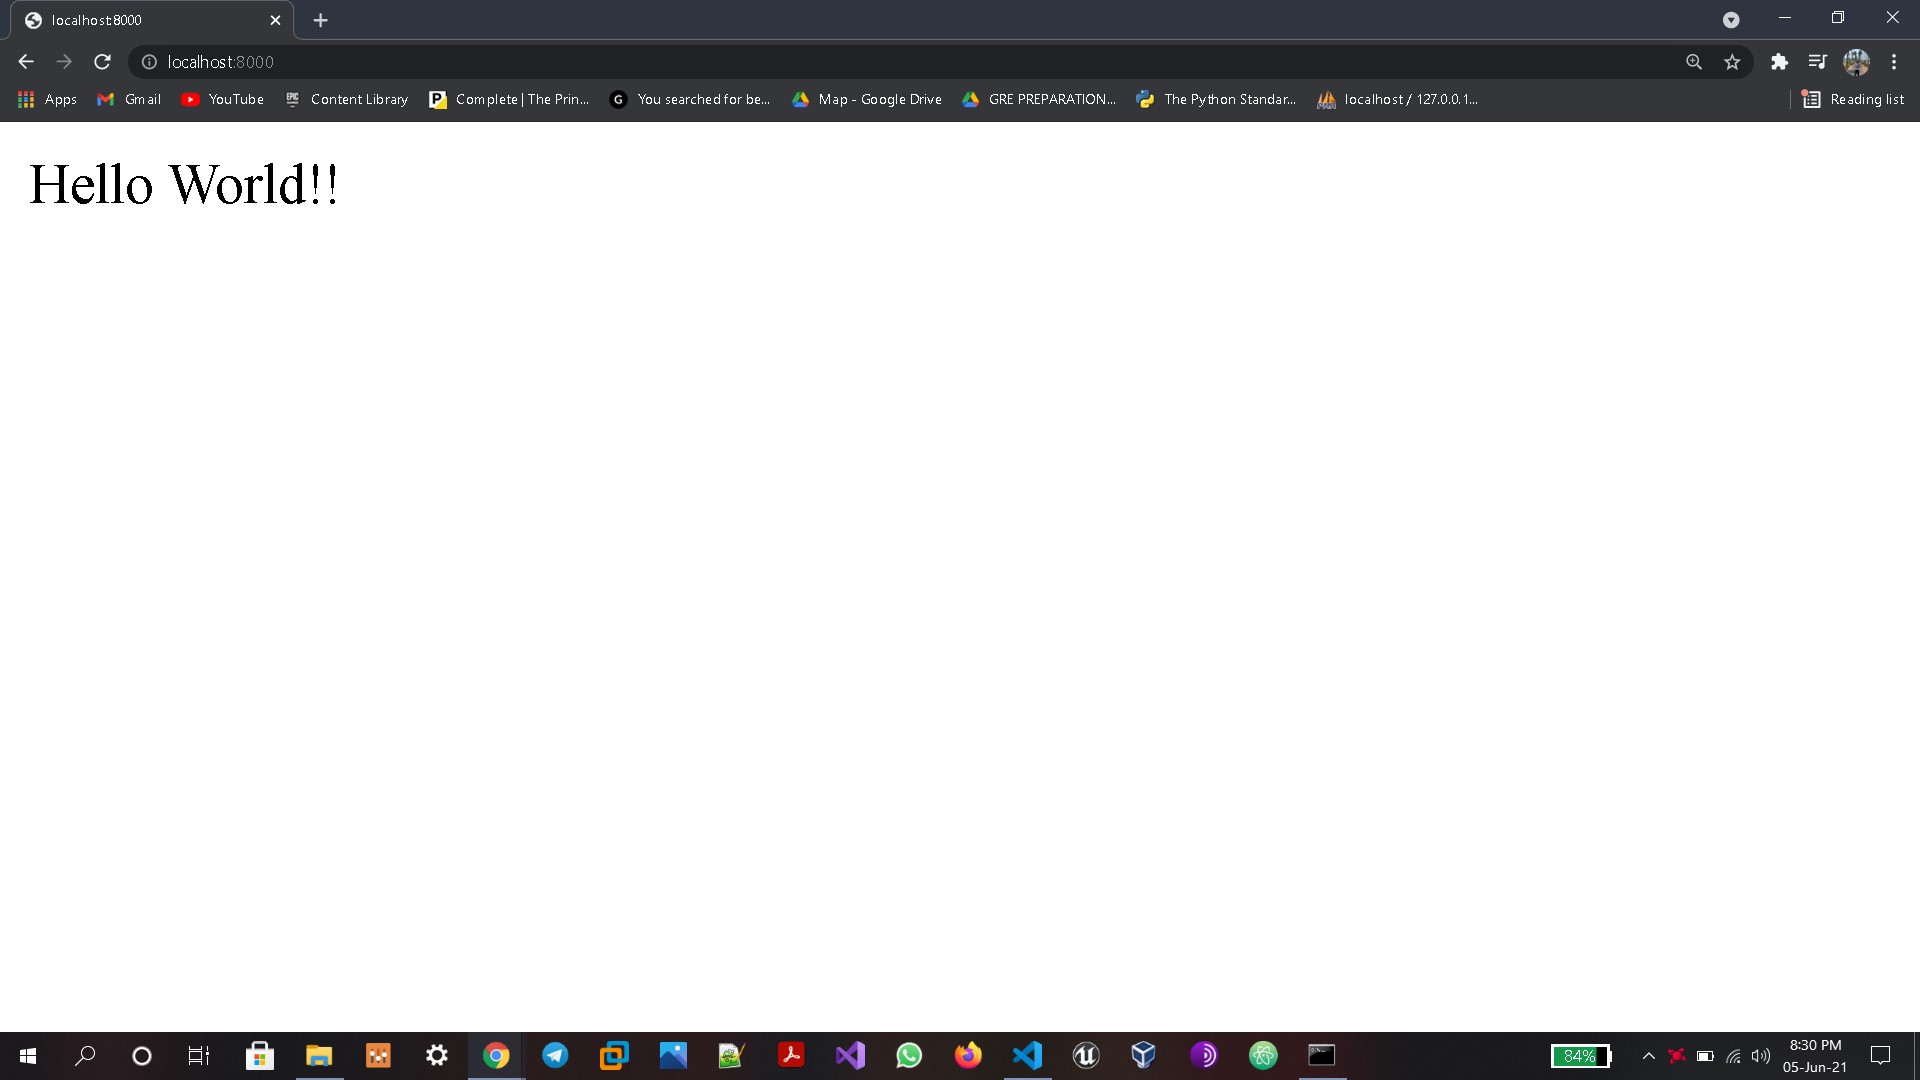 localhost:8000
localhost:8000
Apps Gmail YouTube EPIC Content Library P Complete | The Prin... G You searched for be... Map - Google Drive GRE PREPARATION... The Python Standar... localhost / 127.0.0.1... Reading list
Hello World!!
84%
8:30 PM
05-Jun-21